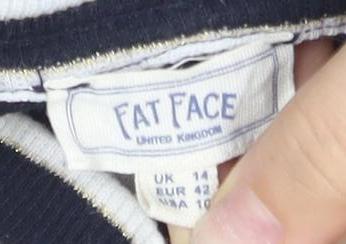 FAT FACE
UNITED KINGDOM
UK 14
EUR 42
USA 10